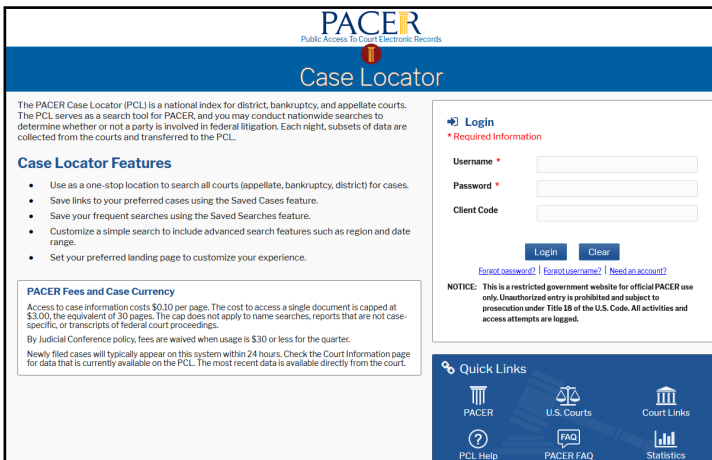 PACER
Public Access To Court Electronic Records
Case Locator
The PACER Case Locator (PCL) is a national index for district, bankruptcy, and appellate courts.
The PCL serves as a search tool for PACER, and you may conduct nationwide searches to
determine whether or not a party is involved in federal litigation. Each night, subsets of data are
collected from the courts and transferred to the PCL.
Case Locator Features
• Use as a one-stop location to search all courts (appellate, bankruptcy, district) for cases.
• Save links to your preferred cases using the Saved Cases feature.
• Save your frequent searches using the Saved Searches feature.
• Customize a simple search to include advanced search features such as region and date
range.
• Set your preferred landing page to customize your experience.
PACER Fees and Case Currency
Access to case information costs $0.10 per page. The cost to access a single document is capped at
$3.00, the equivalent of 30 pages. The cap does not apply to name searches, reports that are not case-
specific, or transcripts of federal court proceedings.
By Judicial Conference policy, fees are waived when usage is $30 or less for the quarter.
Newly filed cases will typically appear on this system within 24 hours. Check the Court Information page
for data that is currently available on the PCL. The most recent data is available directly from the court.
Login
* Required Information
Username *
Password *
Client Code
Login Clear
Forgot password? | Forgot username? | Need an account?
NOTICE: This is a restricted government website for official PACER use
only. Unauthorized entry is prohibited and subject to
prosecution under Title 18 of the U.S. Code. All activities and
access attempts are logged.
Quick Links
PACER U.S. Courts Court Links
FAQ
PCL Help PACER FAQ Statistics